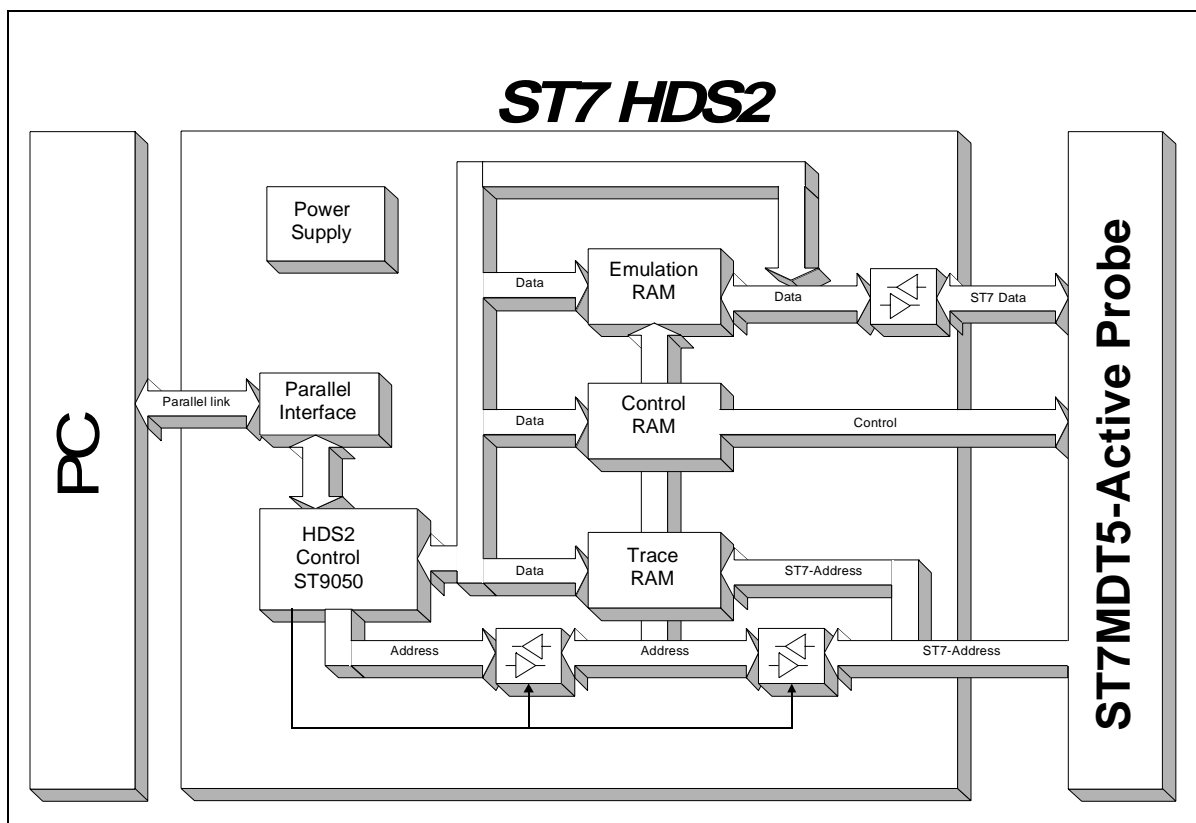 ST7 HDS2
PC
Power
Supply
Emulation
RAM
Data
Data
ST7 Data
Parallel link
Parallel
Interface
Data
Control
RAM
Control
HDS2
Control
ST9050
Data
Trace
RAM
ST7-Address
Address
Address
ST7-Address
ST7MDT5-Active Probe